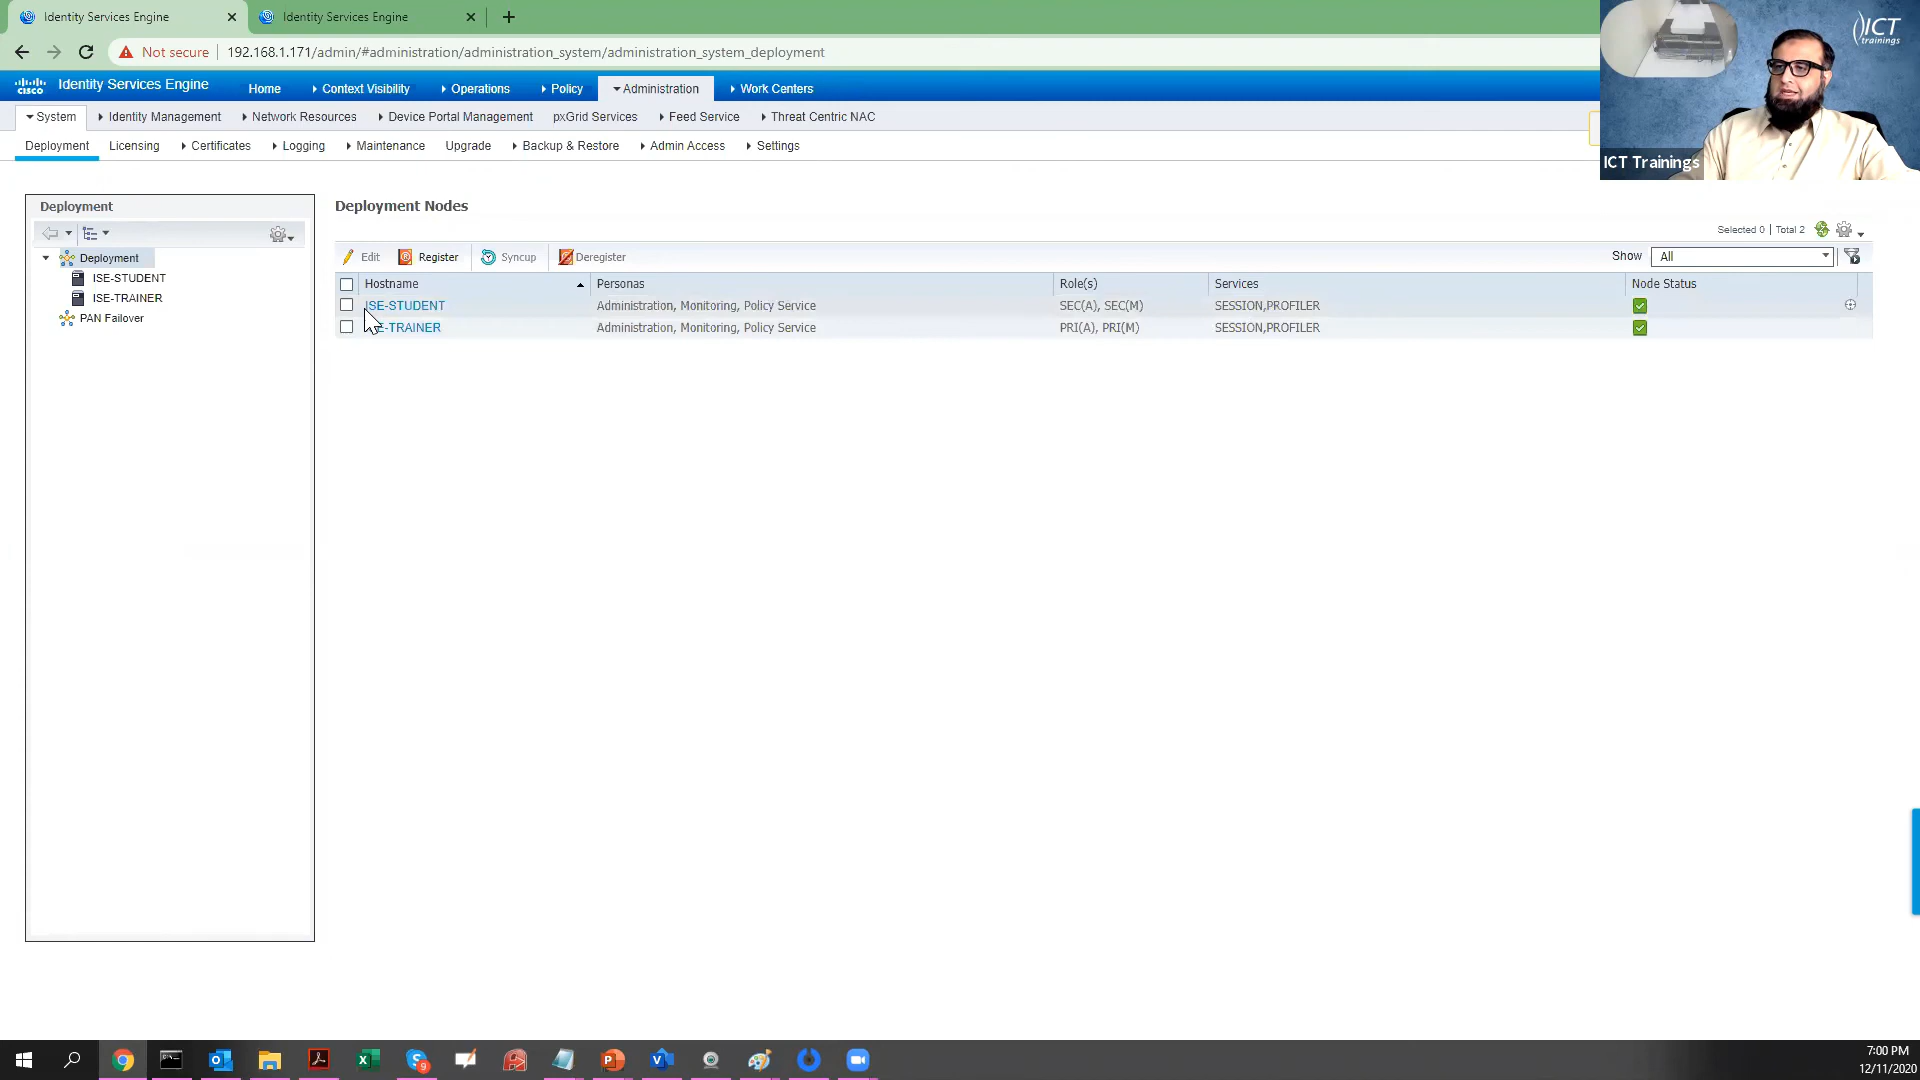 Identity Services Engine
Identity Services Engine
Not secure
192.168.1.171/admin/#administration/administration_system/administration_system_deployment
ICT
trainings
cisco
Identity Services Engine
Home
Context Visibility
Operations
Policy
Administration
Work Centers
System
Identity Management
Network Resources
Device Portal Management
pxGrid Services
Feed Service
Threat Centric NAC
Deployment
Licensing
Certificates
Logging
Maintenance
Upgrade
Backup & Restore
Admin Access
Settings
ICT Trainings
Deployment
Deployment
ISE-STUDENT
ISE-TRAINER
PAN Failover
Deployment Nodes
Selected 0 | Total 2
Edit
Register
Syncup
Deregister
Show
All
Hostname Personas Role(s) Services Node Status
ISE-STUDENT Administration, Monitoring, Policy Service SEC(A), SEC(M) SESSION,PROFILER
ISE-TRAINER Administration, Monitoring, Policy Service PRI(A), PRI(M) SESSION,PROFILER
9
7:00 PM
12/11/2020